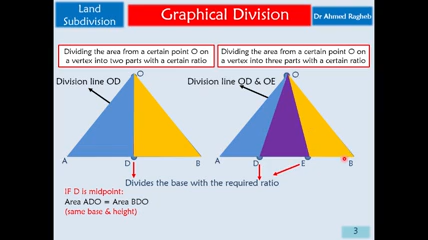 Land
Subdivision
Graphical Division
Dr Ahmed Ragheb
Dividing the area from a certain point O on
a vertex into two parts with a certain ratio
Dividing the area from a certain point O on
a vertex into three parts with a certain ratio
Division line OD
O
A
D
B
Division line OD & OE
O
A
D
E
B
Divides the base with the required ratio
IF D is midpoint:
Area ADO = Area BDO
(same base & height)
3